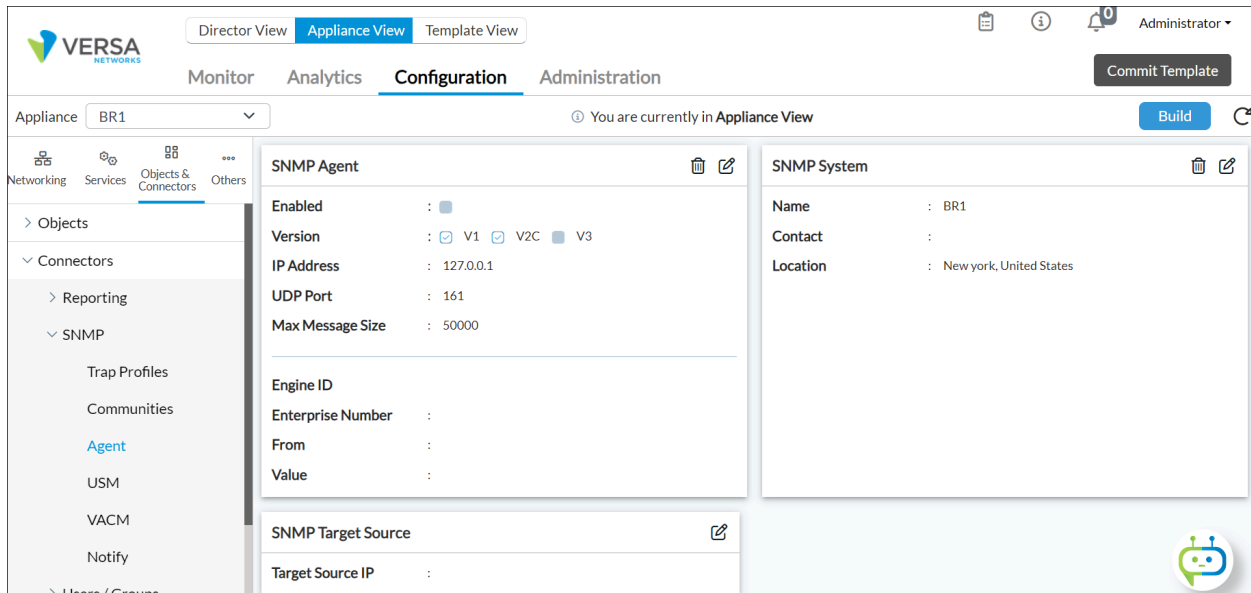 VERSA
NETWORKS
Director View Appliance View Template View
0
Administrator
Monitor Analytics Configuration Administration
Commit Template
Appliance BR1
You are currently in Appliance View
Build
Networking Services Objects & Connectors Others
Objects
Connectors
Reporting
SNMP
Trap Profiles
Communities
Agent
USM
VACM
Notify
Users / Groups
SNMP Agent
Enabled :
Version : V1 V2C V3
IP Address : 127.0.0.1
UDP Port : 161
Max Message Size : 50000
Engine ID
Enterprise Number :
From :
Value :
SNMP System
Name : BR1
Contact :
Location : New york, United States
SNMP Target Source
Target Source IP :